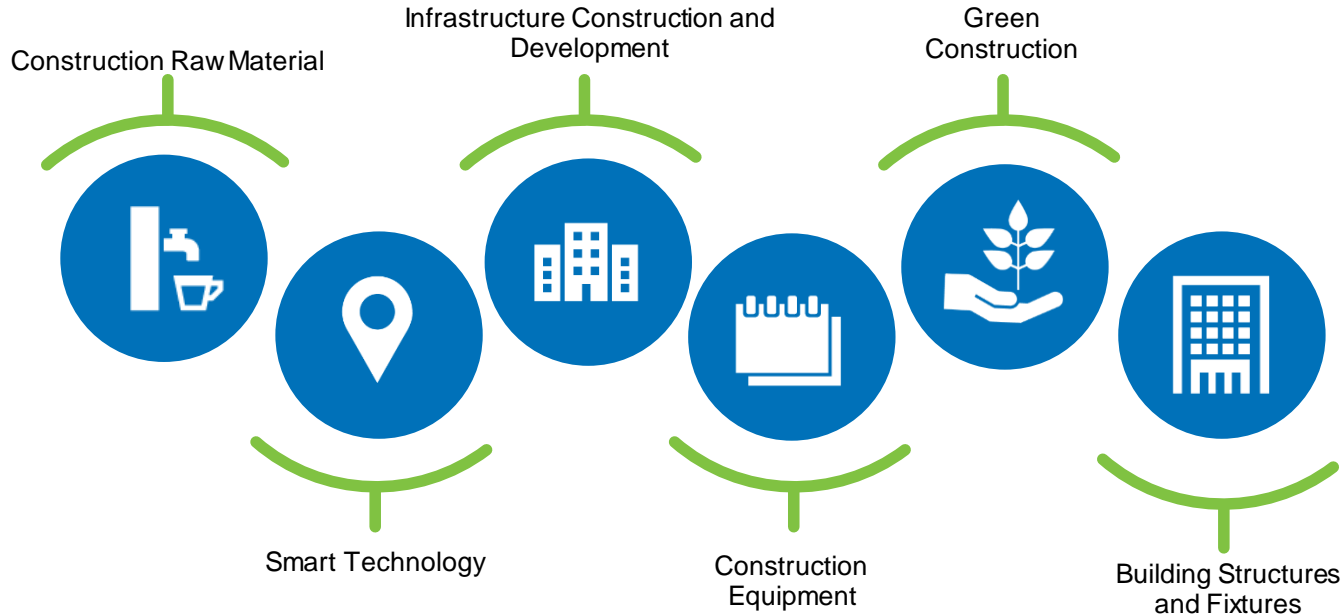 Construction Raw Material
Smart Technology
Infrastructure Construction and
Development
Construction
Equipment
Green
Construction
Building Structures
and Fixtures